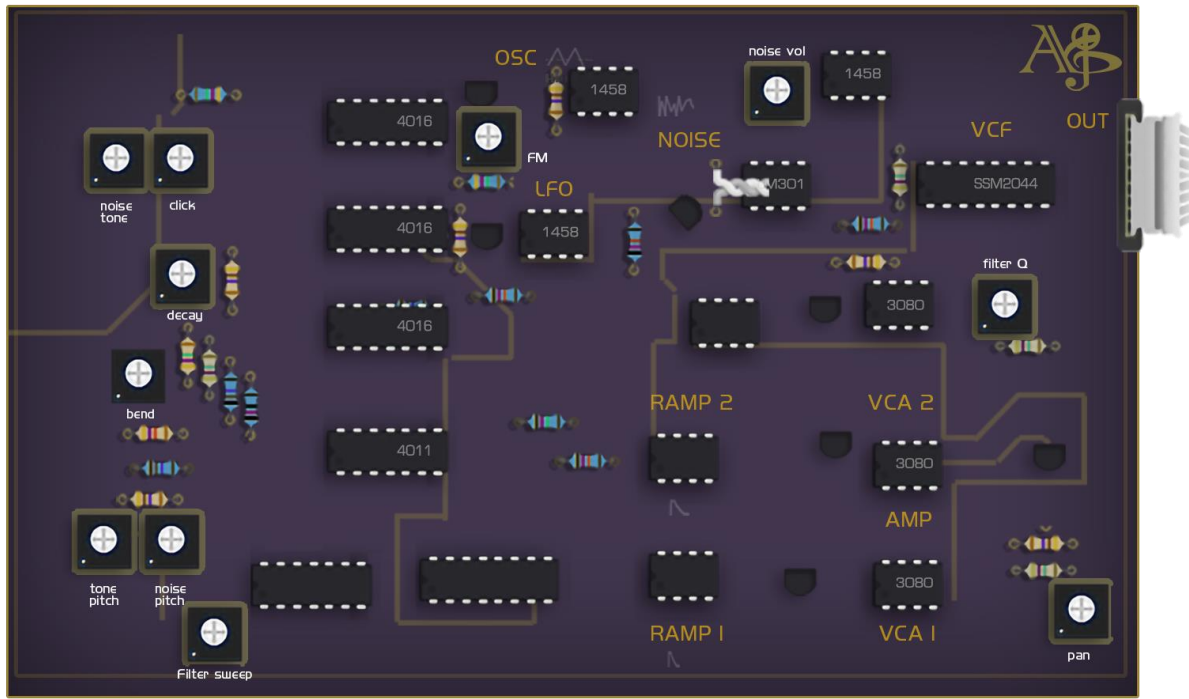 OSC
1458
noise vol
1458
4016
FM
NOISE
VCF
OUT
noise
tone
click
LFO
M301
SSM2044
4016
1458
filter Q
decay
4016
3080
bend
RAMP 2
VCA 2
4011
3080
AMP
tone
pitch
noise
pitch
3080
RAMP 1
VCA 1
Filter sweep
pan